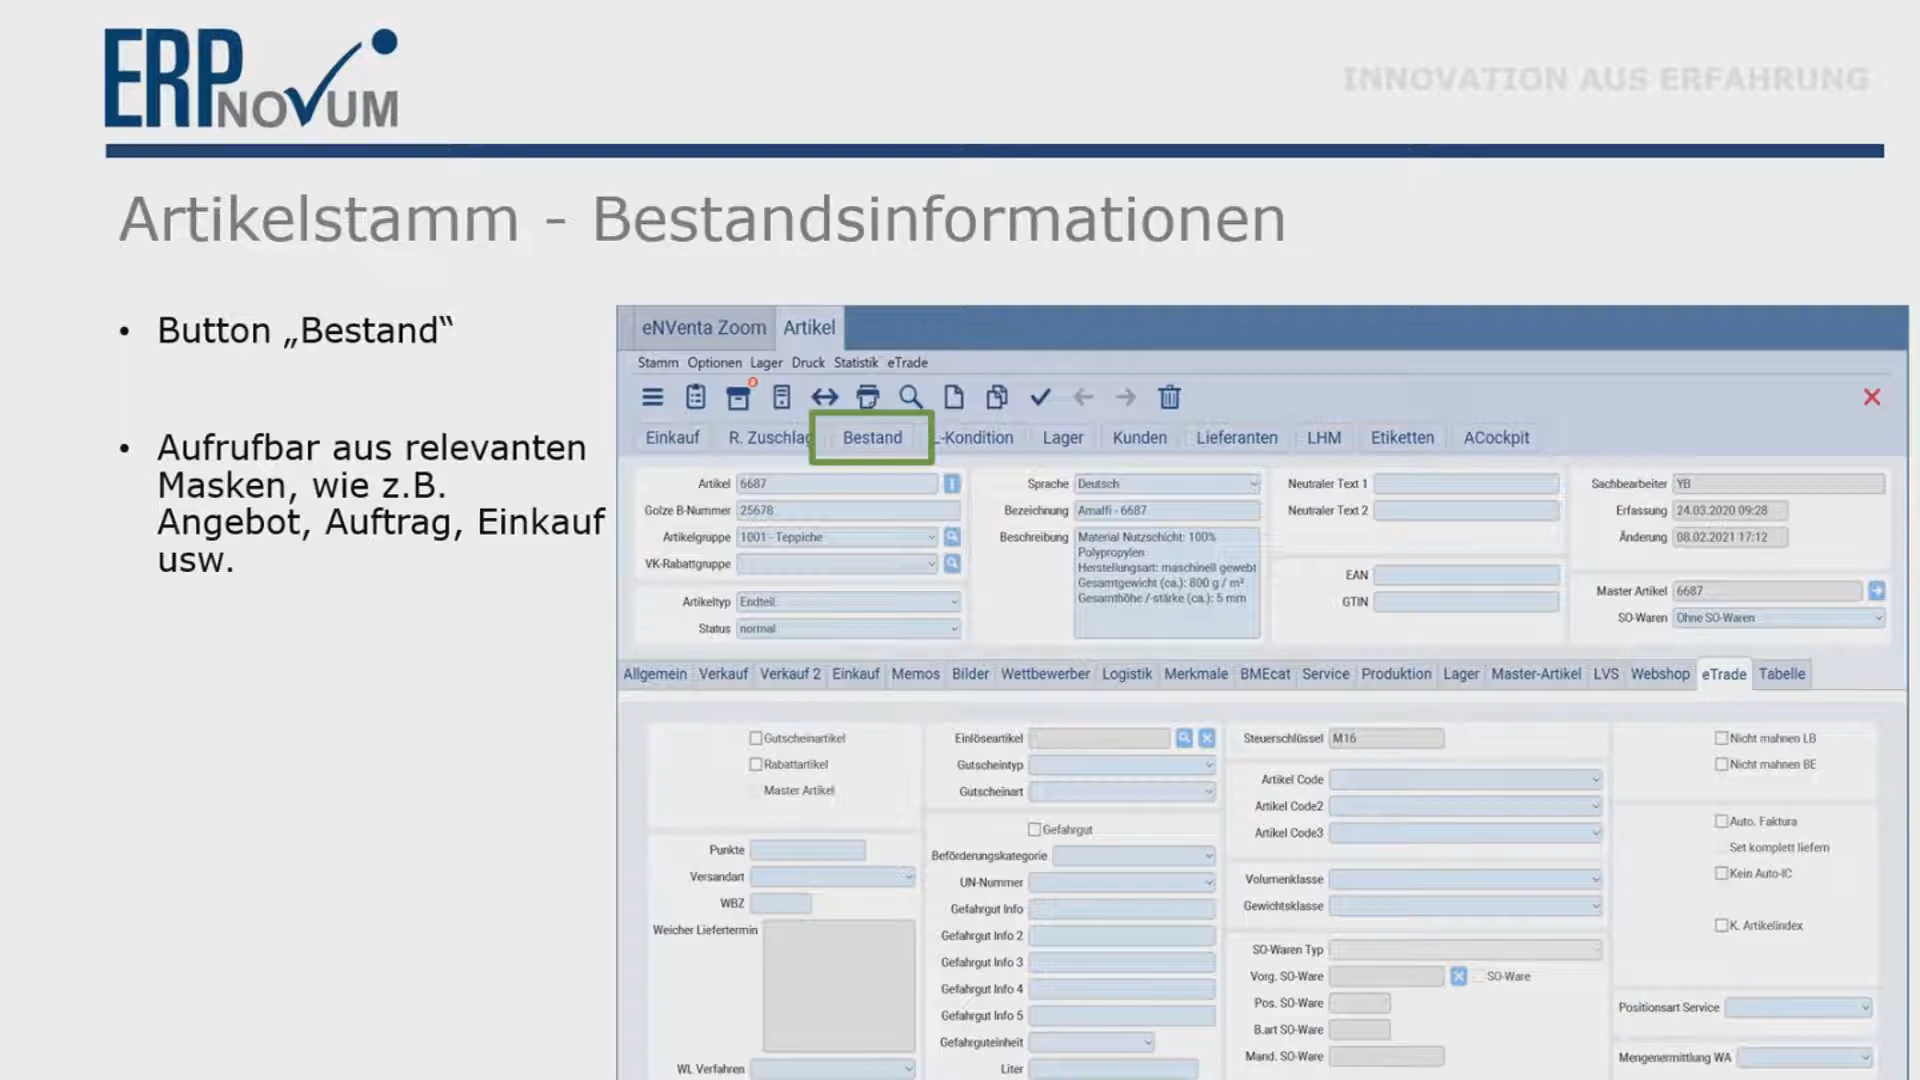 ERP NOVUM
INNOVATION AUS ERFAHRUNG
Artikelstamm - Bestandsinformationen
• Button „Bestand“
• Aufrufbar aus relevanten
Masken, wie z.B.
Angebot, Auftrag, Einkauf
usw.
eNVenta Zoom Artikel
Stamm Optionen Lager Druck Statistik eTrade
Einkauf R. Zuschlag Bestand -Kondition Lager Kunden Lieferanten LHM Etiketten ACockpit
Artikel 6687
Golze B-Nummer 25678
Artikelgruppe 1001 - Teppiche
VK-Rabattgruppe
Artikeltyp Endteil
Status normal
Sprache Deutsch
Bezeichnung Amalfi - 6687
Beschreibung Material Nutzschicht: 100%
Polypropylen
Herstellungsart: maschinell gewebt
Gesamtgewicht (ca.): 800 g / m²
Gesamthöhe /-stärke (ca.): 5 mm
Neutraler Text 1
Neutraler Text 2
EAN
GTIN
Sachbearbeiter YB
Erfassung 24.03.2020 09:28
Änderung 08.02.2021 17:12
Master Artikel 6687
SO-Waren Ohne SO-Waren
Allgemein Verkauf Verkauf 2 Einkauf Memos Bilder Wettbewerber Logistik Merkmale BMEcat Service Produktion Lager Master-Artikel LVS Webshop eTrade Tabelle
Gutscheinartikel
Rabattartikel
Master Artikel
Punkte
Versandart
WBZ
Weicher Liefertermin
WL Verfahren
Einlöseartikel
Gutscheintyp
Gutscheinart
Gefahrgut
Beförderungskategorie
UN-Nummer
Gefahrgut Info
Gefahrgut Info 2
Gefahrgut Info 3
Gefahrgut Info 4
Gefahrgut Info 5
Gefahrguteinheit
Liter
Steuerschlüssel M16
Artikel Code
Artikel Code2
Artikel Code3
Volumenklasse
Gewichtsklasse
SO-Waren Typ
Vorg. SO-Ware SO-Ware
Pos. SO-Ware
B.art SO-Ware
Mand. SO-Ware
Nicht mahnen LB
Nicht mahnen BE
Auto. Faktura
Set komplett liefern
Kein Auto-IC
K. Artikelindex
Positionsart Service
Mengenermittlung WA